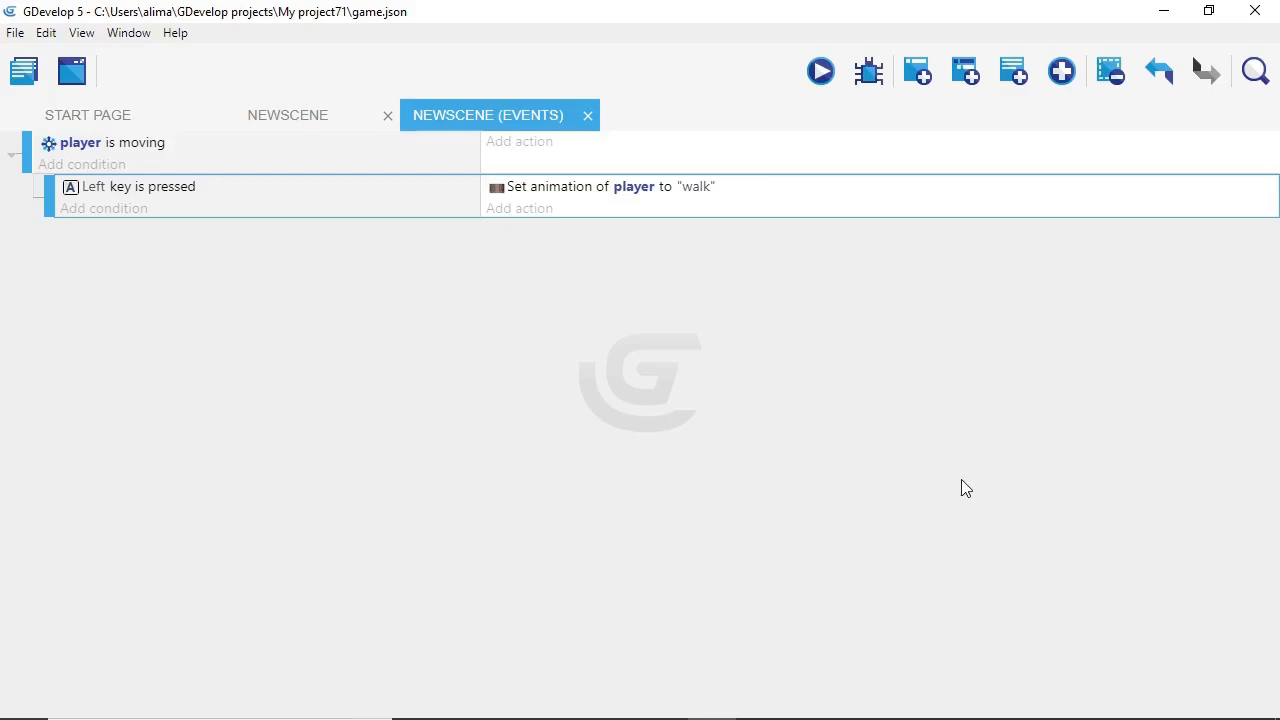 GDevelop 5 - C:\Users\alima\GDevelop projects\My project71\game.json
File Edit View Window Help
START PAGE NEWSCENE NEWSCENE (EVENTS)
player is moving Add action
Add condition
A Left key is pressed Set animation of player to "walk"
Add condition Add action